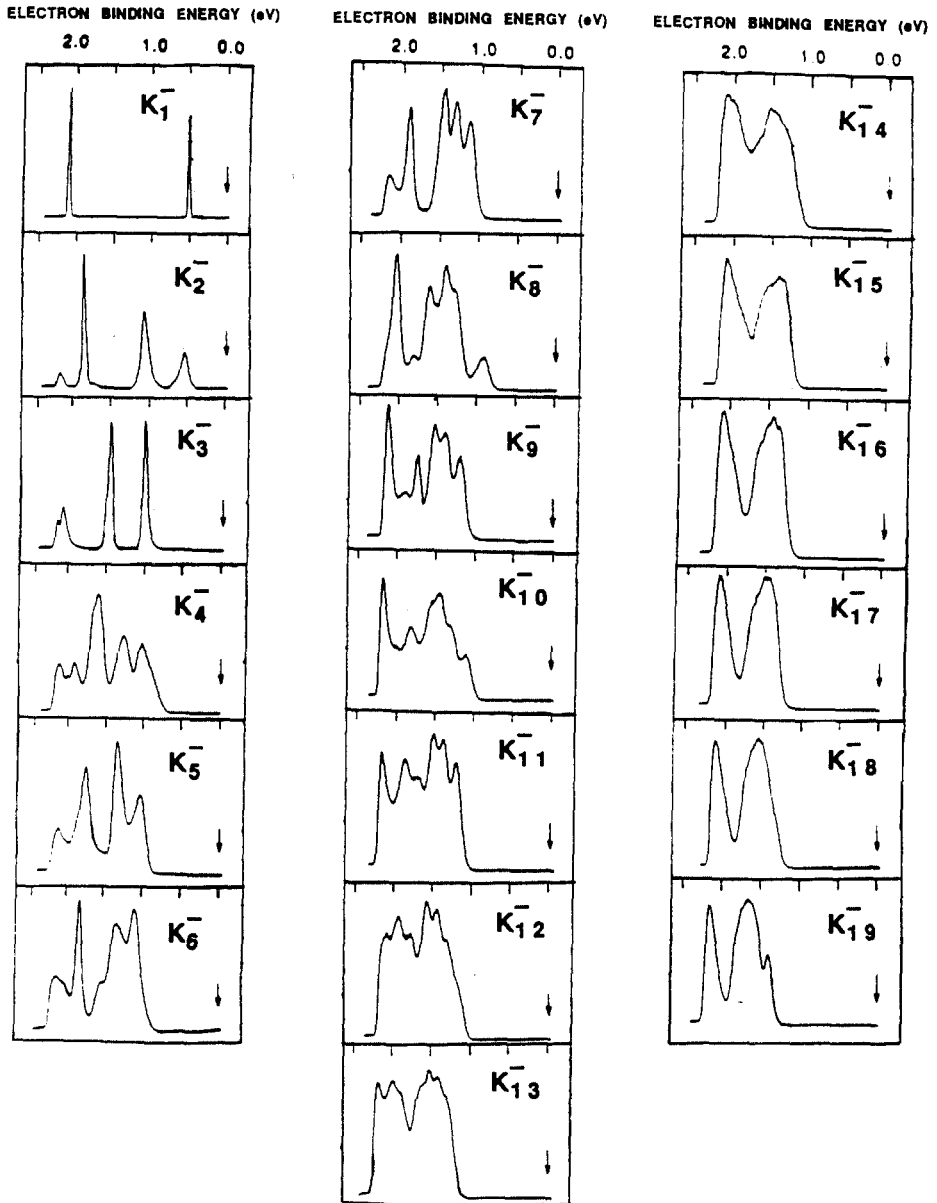 ELECTRON BINDING ENERGY (eV)
2.0 1.0 0.0
K₁⁻
K₂⁻
K₃⁻
K₄⁻
K₅⁻
K₆⁻
ELECTRON BINDING ENERGY (eV)
2.0 1.0 0.0
K₇⁻
K₈⁻
K₉⁻
K₁₀⁻
K₁₁⁻
K₁₂⁻
K₁₃⁻
ELECTRON BINDING ENERGY (eV)
2.0 1.0 0.0
K₁₄⁻
K₁₅⁻
K₁₆⁻
K₁₇⁻
K₁₈⁻
K₁₉⁻